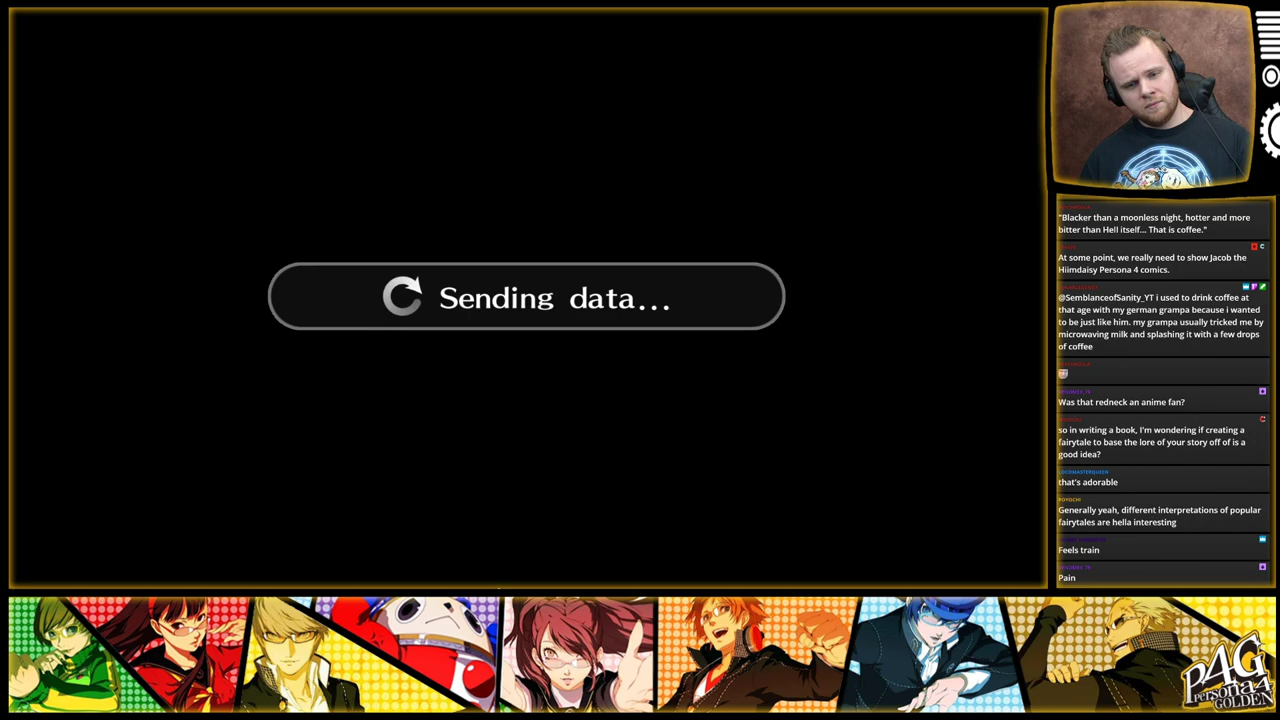 Sending data...
"Blacker than a moonless night, hotter and more
bitter than Hell itself... That is coffee."
At some point, we really need to show Jacob the
Hiimdaisy Persona 4 comics.
@SemblanceofSanity_YT i used to drink coffee at
that age with my german grampa because i wanted
to be just like him. my grampa usually tricked me by
microwaving milk and splashing it with a few drops
of coffee
Was that redneck an anime fan?
so in writing a book, I'm wondering if creating a
fairytale to base the lore of your story off of is a
good idea?
LOCHMASTERQUEEN
that's adorable
POYOCHI
Generally yeah, different interpretations of popular
fairytales are hella interesting
Feels train
Pain
P4G
Persona4
GOLDEN